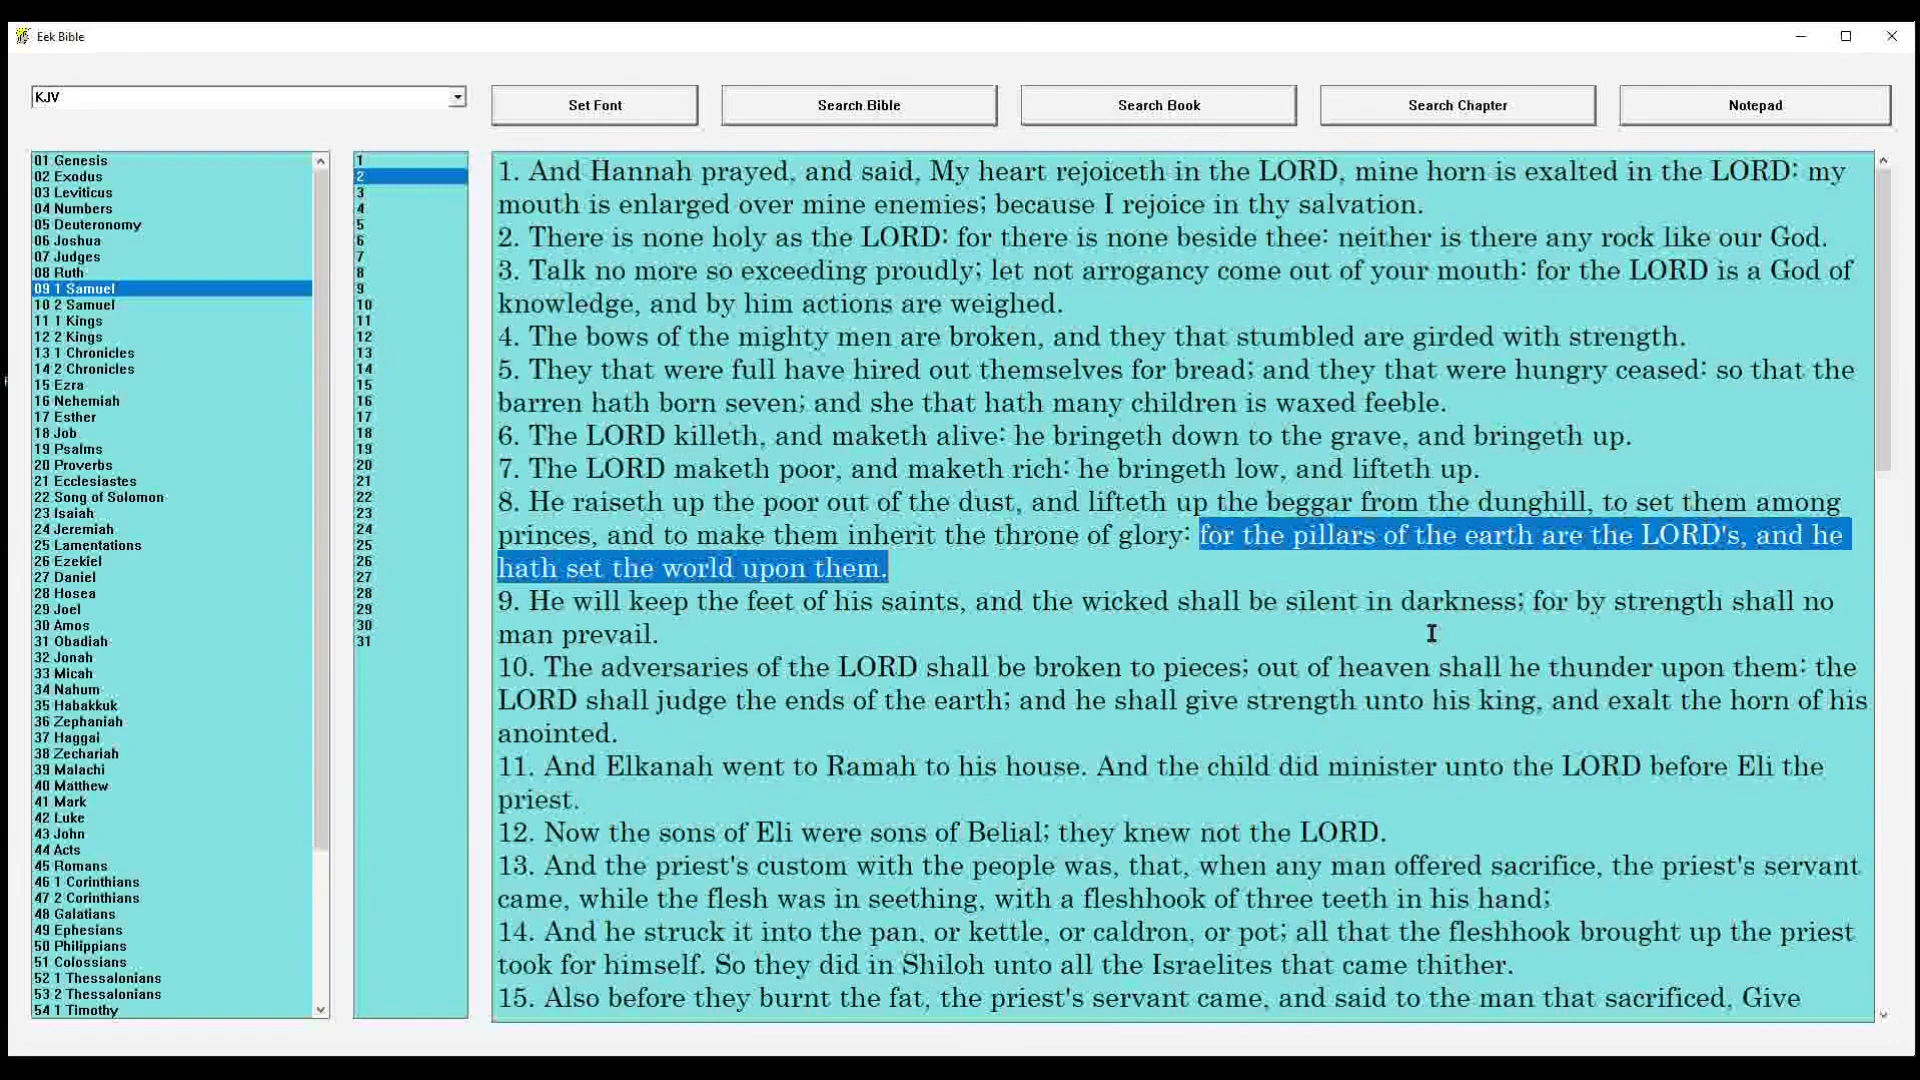 Eek Bible
KJV
Set Font
Search Bible
Search Book
Search Chapter
Notepad
01 Genesis
02 Exodus
03 Leviticus
04 Numbers
05 Deuteronomy
06 Joshua
07 Judges
08 Ruth
09 1 Samuel
10 2 Samuel
11 1 Kings
12 2 Kings
13 1 Chronicles
14 2 Chronicles
15 Ezra
16 Nehemiah
17 Esther
18 Job
19 Psalms
20 Proverbs
21 Ecclesiastes
22 Song of Solomon
23 Isaiah
24 Jeremiah
25 Lamentations
26 Ezekiel
27 Daniel
28 Hosea
29 Joel
30 Amos
31 Obadiah
32 Jonah
33 Micah
34 Nahum
35 Habakkuk
36 Zephaniah
37 Haggai
38 Zechariah
39 Malachi
40 Matthew
41 Mark
42 Luke
43 John
44 Acts
45 Romans
46 1 Corinthians
47 2 Corinthians
48 Galatians
49 Ephesians
50 Philippians
51 Colossians
52 1 Thessalonians
53 2 Thessalonians
54 1 Timothy
1
2
3
4
5
6
7
8
9
10
11
12
13
14
15
16
17
18
19
20
21
22
23
24
25
26
27
28
29
30
31
1. And Hannah prayed, and said, My heart rejoiceth in the LORD, mine horn is exalted in the LORD: my
mouth is enlarged over mine enemies; because I rejoice in thy salvation.
2. There is none holy as the LORD: for there is none beside thee: neither is there any rock like our God.
3. Talk no more so exceeding proudly; let not arrogancy come out of your mouth: for the LORD is a God of
knowledge, and by him actions are weighed.
4. The bows of the mighty men are broken, and they that stumbled are girded with strength.
5. They that were full have hired out themselves for bread; and they that were hungry ceased: so that the
barren hath born seven; and she that hath many children is waxed feeble.
6. The LORD killeth, and maketh alive: he bringeth down to the grave, and bringeth up.
7. The LORD maketh poor, and maketh rich: he bringeth low, and lifteth up.
8. He raiseth up the poor out of the dust, and lifteth up the beggar from the dunghill, to set them among
princes, and to make them inherit the throne of glory: for the pillars of the earth are the LORD's, and he
hath set the world upon them.
9. He will keep the feet of his saints, and the wicked shall be silent in darkness; for by strength shall no
man prevail.
10. The adversaries of the LORD shall be broken to pieces; out of heaven shall he thunder upon them: the
LORD shall judge the ends of the earth; and he shall give strength unto his king, and exalt the horn of his
anointed.
11. And Elkanah went to Ramah to his house. And the child did minister unto the LORD before Eli the
priest.
12. Now the sons of Eli were sons of Belial; they knew not the LORD.
13. And the priest's custom with the people was, that, when any man offered sacrifice, the priest's servant
came, while the flesh was in seething, with a fleshhook of three teeth in his hand;
14. And he struck it into the pan, or kettle, or caldron, or pot; all that the fleshhook brought up the priest
took for himself. So they did in Shiloh unto all the Israelites that came thither.
15. Also before they burnt the fat, the priest's servant came, and said to the man that sacrificed, Give